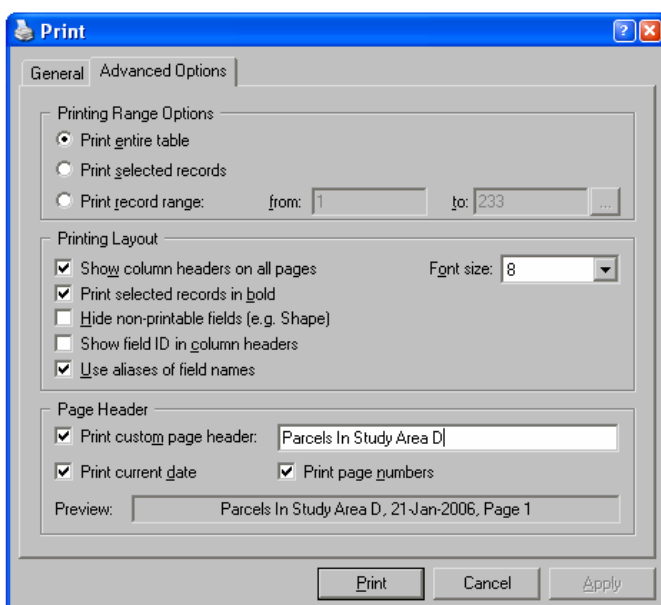 Print
General Advanced Options
Printing Range Options
Print entire table
Print selected records
Print record range: from: 1 to: 233 ...
Printing Layout
Show column headers on all pages Font size: 8
Print selected records in bold
Hide non-printable fields (e.g. Shape)
Show field ID in column headers
Use aliases of field names
Page Header
Print custom page header: Parcels In Study Area D
Print current date Print page numbers
Preview: Parcels In Study Area D, 21-Jan-2006, Page 1
Print Cancel Apply